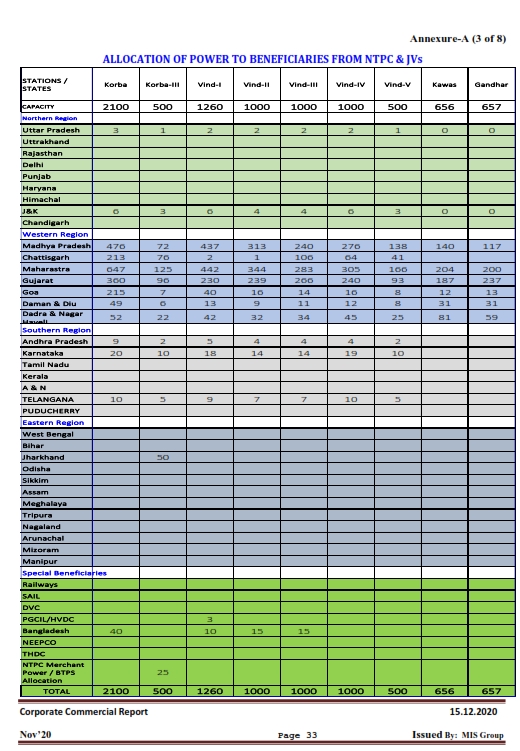 Annexure-A (3 of 8)
ALLOCATION OF POWER TO BENEFICIARIES FROM NTPC & JVs
STATIONS / STATES Korba Korba-III Vind-I Vind-II Vind-III Vind-IV Vind-V Kawas Gandhar
CAPACITY 2100 500 1260 1000 1000 1000 500 656 657
Northern Region
Uttar Pradesh 3 1 2 2 2 2 1 0 0
Uttrakhand
Rajasthan
Delhi
Punjab
Haryana
Himachal
J&K 6 3 6 4 4 6 3 0 0
Chandigarh
Western Region
Madhya Pradesh 476 72 437 313 240 276 138 140 117
Chattisgarh 213 76 2 1 106 64 41
Maharastra 647 125 442 344 283 305 166 204 200
Gujarat 360 96 230 239 266 240 93 187 237
Goa 215 7 40 16 14 16 8 12 13
Daman & Diu 49 6 13 9 11 12 8 31 31
Dadra & Nagar Haveli 52 22 42 32 34 45 25 81 59
Southern Region
Andhra Pradesh 9 2 5 4 4 4 2
Karnataka 20 10 18 14 14 19 10
Tamil Nadu
Kerala
A & N
TELANGANA 10 5 9 7 7 10 5
PUDUCHERRY
Eastern Region
West Bengal
Bihar
Jharkhand 50
Odisha
Sikkim
Assam
Meghalaya
Tripura
Nagaland
Arunachal
Mizoram
Manipur
Special Beneficiaries
Railways
SAIL
DVC
PGCIL/HVDC 3
Bangladesh 40 10 15 15
NEEPCO
THDC
NTPC Merchant
Power / BTPS 25
Allocation
TOTAL 2100 500 1260 1000 1000 1000 500 656 657
Corporate Commercial Report 15.12.2020
Nov'20 Page 33 Issued By: MIS Group